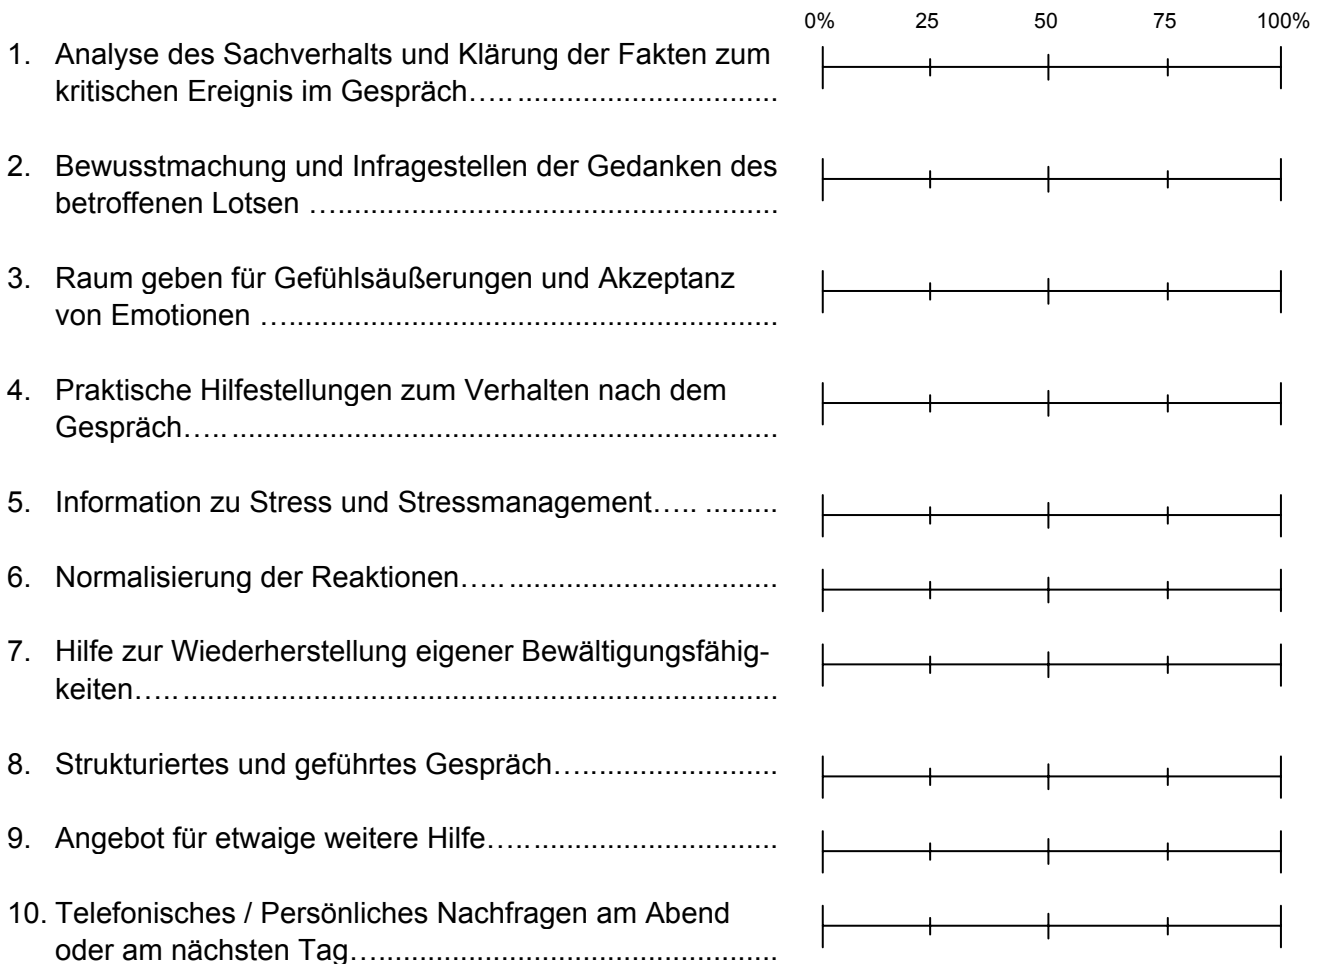 0% 25 50 75 100%
1. Analyse des Sachverhalts und Klärung der Fakten zum
kritischen Ereignis im Gespräch…..................................
2. Bewusstmachung und Infragestellen der Gedanken des
betroffenen Lotsen ….....................................................
3. Raum geben für Gefühlsäußerungen und Akzeptanz
von Emotionen …...........................................................
4. Praktische Hilfestellungen zum Verhalten nach dem
Gespräch….. ..................................................................
5. Information zu Stress und Stressmanagement….. .........
6. Normalisierung der Reaktionen…..................................
7. Hilfe zur Wiederherstellung eigener Bewältigungsfähig-
keiten….. ........................................................................
8. Strukturiertes und geführtes Gespräch….......................
9. Angebot für etwaige weitere Hilfe…...............................
10. Telefonisches / Persönliches Nachfragen am Abend
oder am nächsten Tag…................................................